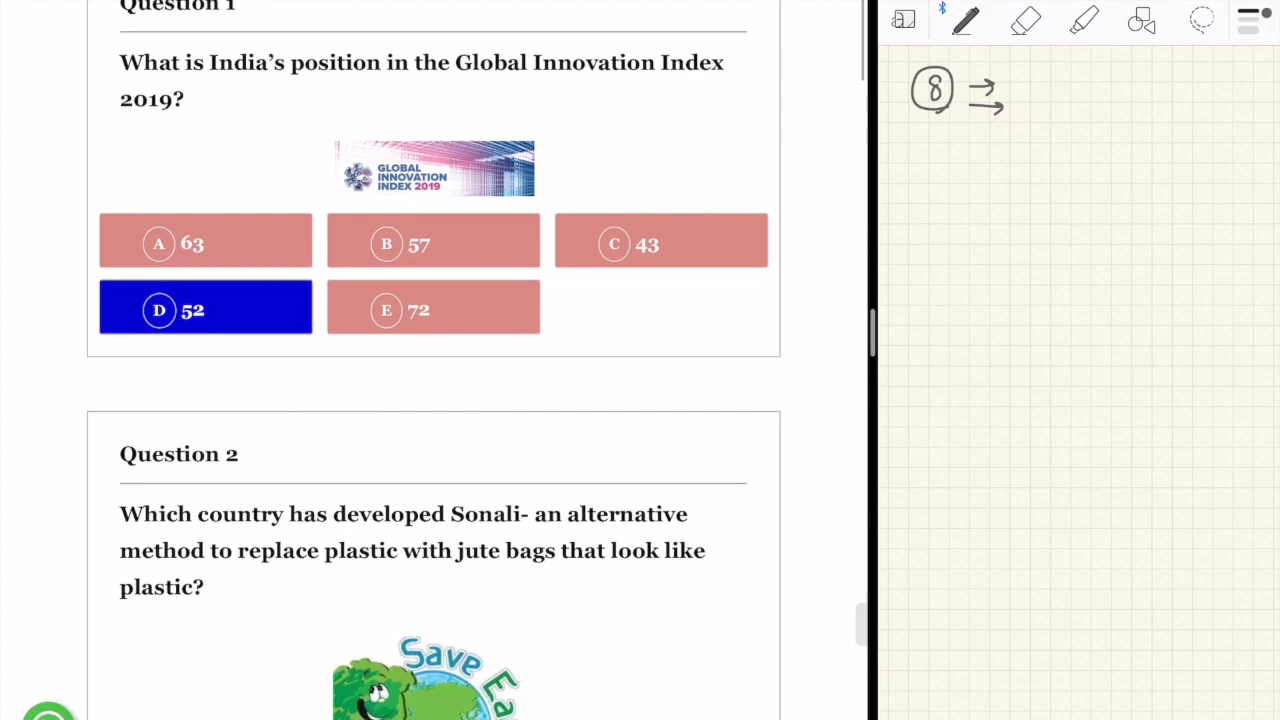 Question 1
What is India's position in the Global Innovation Index
2019?
GLOBAL
INNOVATION
INDEX 2019
A 63
B 57
C 43
D 52
E 72
Question 2
Which country has developed Sonali- an alternative
method to replace plastic with jute bags that look like
plastic?
Save Ea
8 →
→